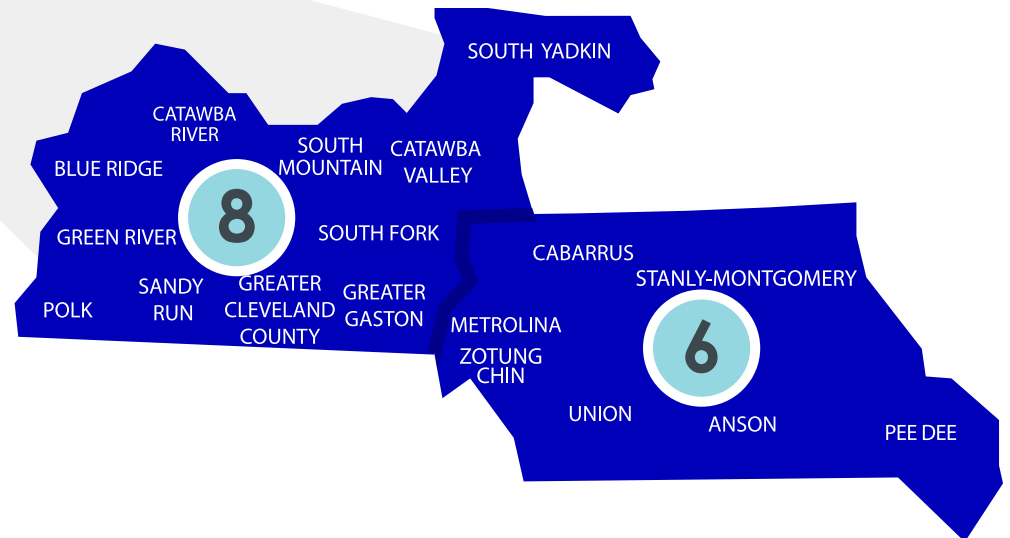 SOUTH YADKIN
CATAWBA
RIVER
SOUTH
MOUNTAIN
CATAWBA
VALLEY
BLUE RIDGE
8
GREEN RIVER
SOUTH FORK
CABARRUS
STANLY-MONTGOMERY
SANDY
RUN
GREATER
CLEVELAND
COUNTY
GREATER
GASTON
POLK
METROLINA
6
ZOTUNG
CHIN
UNION
ANSON
PEE DEE